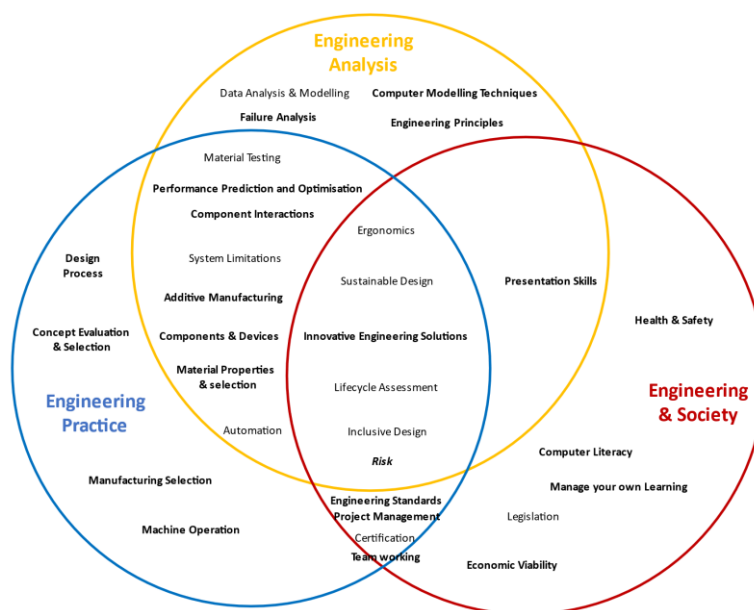 Engineering
Analysis
Data Analysis & Modelling
Computer Modelling Techniques
Failure Analysis
Engineering Principles
Material Testing
Performance Prediction and Optimisation
Component Interactions
Ergonomics
Design
Process
System Limitations
Sustainable Design
Presentation Skills
Additive Manufacturing
Health & Safety
Concept Evaluation
& Selection
Components & Devices
Innovative Engineering Solutions
Material Properties
& selection
Lifecycle Assessment
Engineering
Practice
Engineering
& Society
Automation
Inclusive Design
Risk
Computer Literacy
Manufacturing Selection
Manage your own Learning
Engineering Standards
Project Management
Legislation
Machine Operation
Certification
Team working
Economic Viability